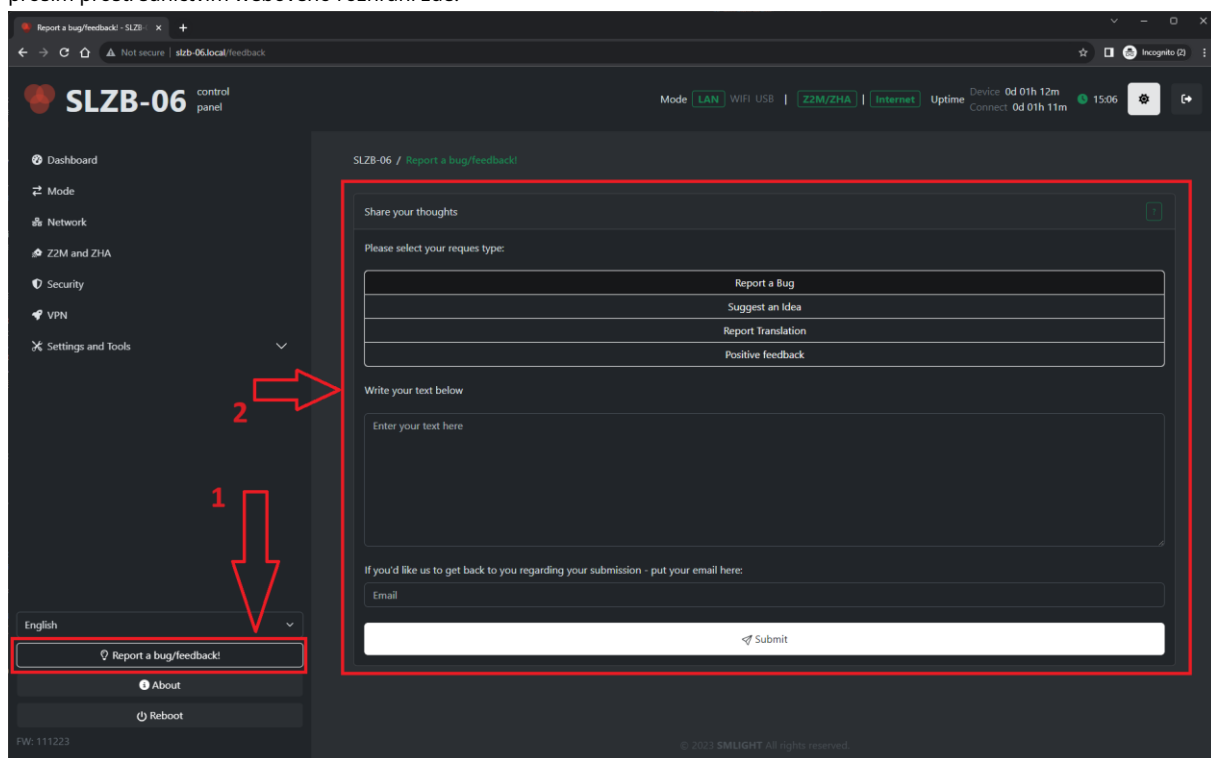 Report a bug/feedback! - SLZB-
Not secure | slzb-06.local/feedback
Incognito (2)
SLZB-06 control panel
Mode LAN WIFI USB | Z2M/ZHA | Internet Uptime Device 0d 01h 12m Connect 0d 01h 11m 15:06
Dashboard
Mode
Network
Z2M and ZHA
Security
VPN
Settings and Tools
SLZB-06 / Report a bug/feedback!
Share your thoughts
?
Please select your reques type:
Report a Bug
Suggest an Idea
Report Translation
Positive feedback
2
Write your text below
Enter your text here
1
If you'd like us to get back to you regarding your submission - put your email here:
Email
Submit
English
Report a bug/feedback!
About
Reboot
FW: 111223
© 2023 SMLIGHT All rights reserved.